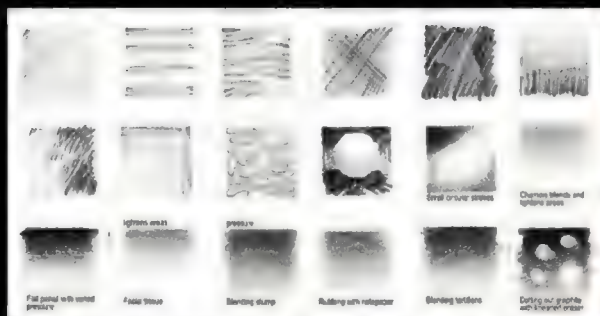 Small circular strokes
Chamois blends and
lightens areas
lightens areas
pressure
Flat pencil with varied
pressure
Facial tissue
Blending stump
Rubbing with notepaper
Blending tortillons
Dotting out graphite
with kneaded eraser